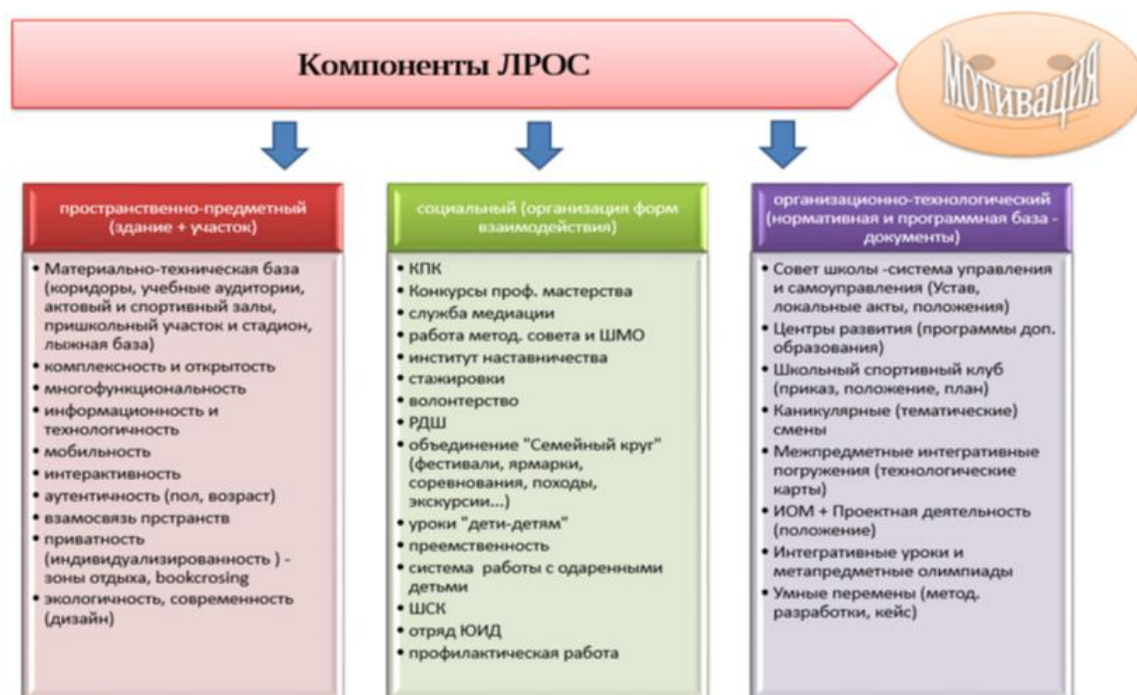 Компоненты ЛРОС
МОТИВАЦИЯ
пространственно-предметный
(здание + участок)
• Материально-техническая база
(коридоры, учебные аудитории,
актовый и спортивный залы,
пришкольный участок и стадион,
лыжная база)
• комплексность и открытость
• многофункциональность
• информационность и
технологичность
• мобильность
• интерактивность
• аутентичность (пол, возраст)
• взамосвязь прстранств
• приватность
(индивидуализированность ) -
зоны отдыха, bookcrosing
• экологичность, современность
(дизайн)
социальный (организация форм
взаимодействия)
• КПК
• Конкурсы проф. мастерства
• служба медиации
• работа метод. совета и ШМО
• институт наставничества
• стажировки
• волонтерство
• РДШ
• объединение "Семейный круг"
(фестивали, ярмарки,
соревнования, походы,
экскурсии...)
• уроки "дети-детям"
• преемственность
• система  работы с одаренными
детьми
• ШСК
• отряд ЮИД
• профилактическая работа
организационно-технологический
(нормативная и программная база -
документы)
• Совет школы -система управления
и самоуправления (Устав,
локальные акты, положения)
• Центры развития (программы доп.
образования)
• Школьный спортивный клуб
(приказ, положение, план)
• Каникулярные (тематические)
смены
• Межпредметные интегративные
погружения (технологические
карты)
• ИОМ + Проектная деятельность
(положение)
• Интегративные уроки и
метапредметные олимпиады
• Умные перемены (метод.
разработки, кейс)